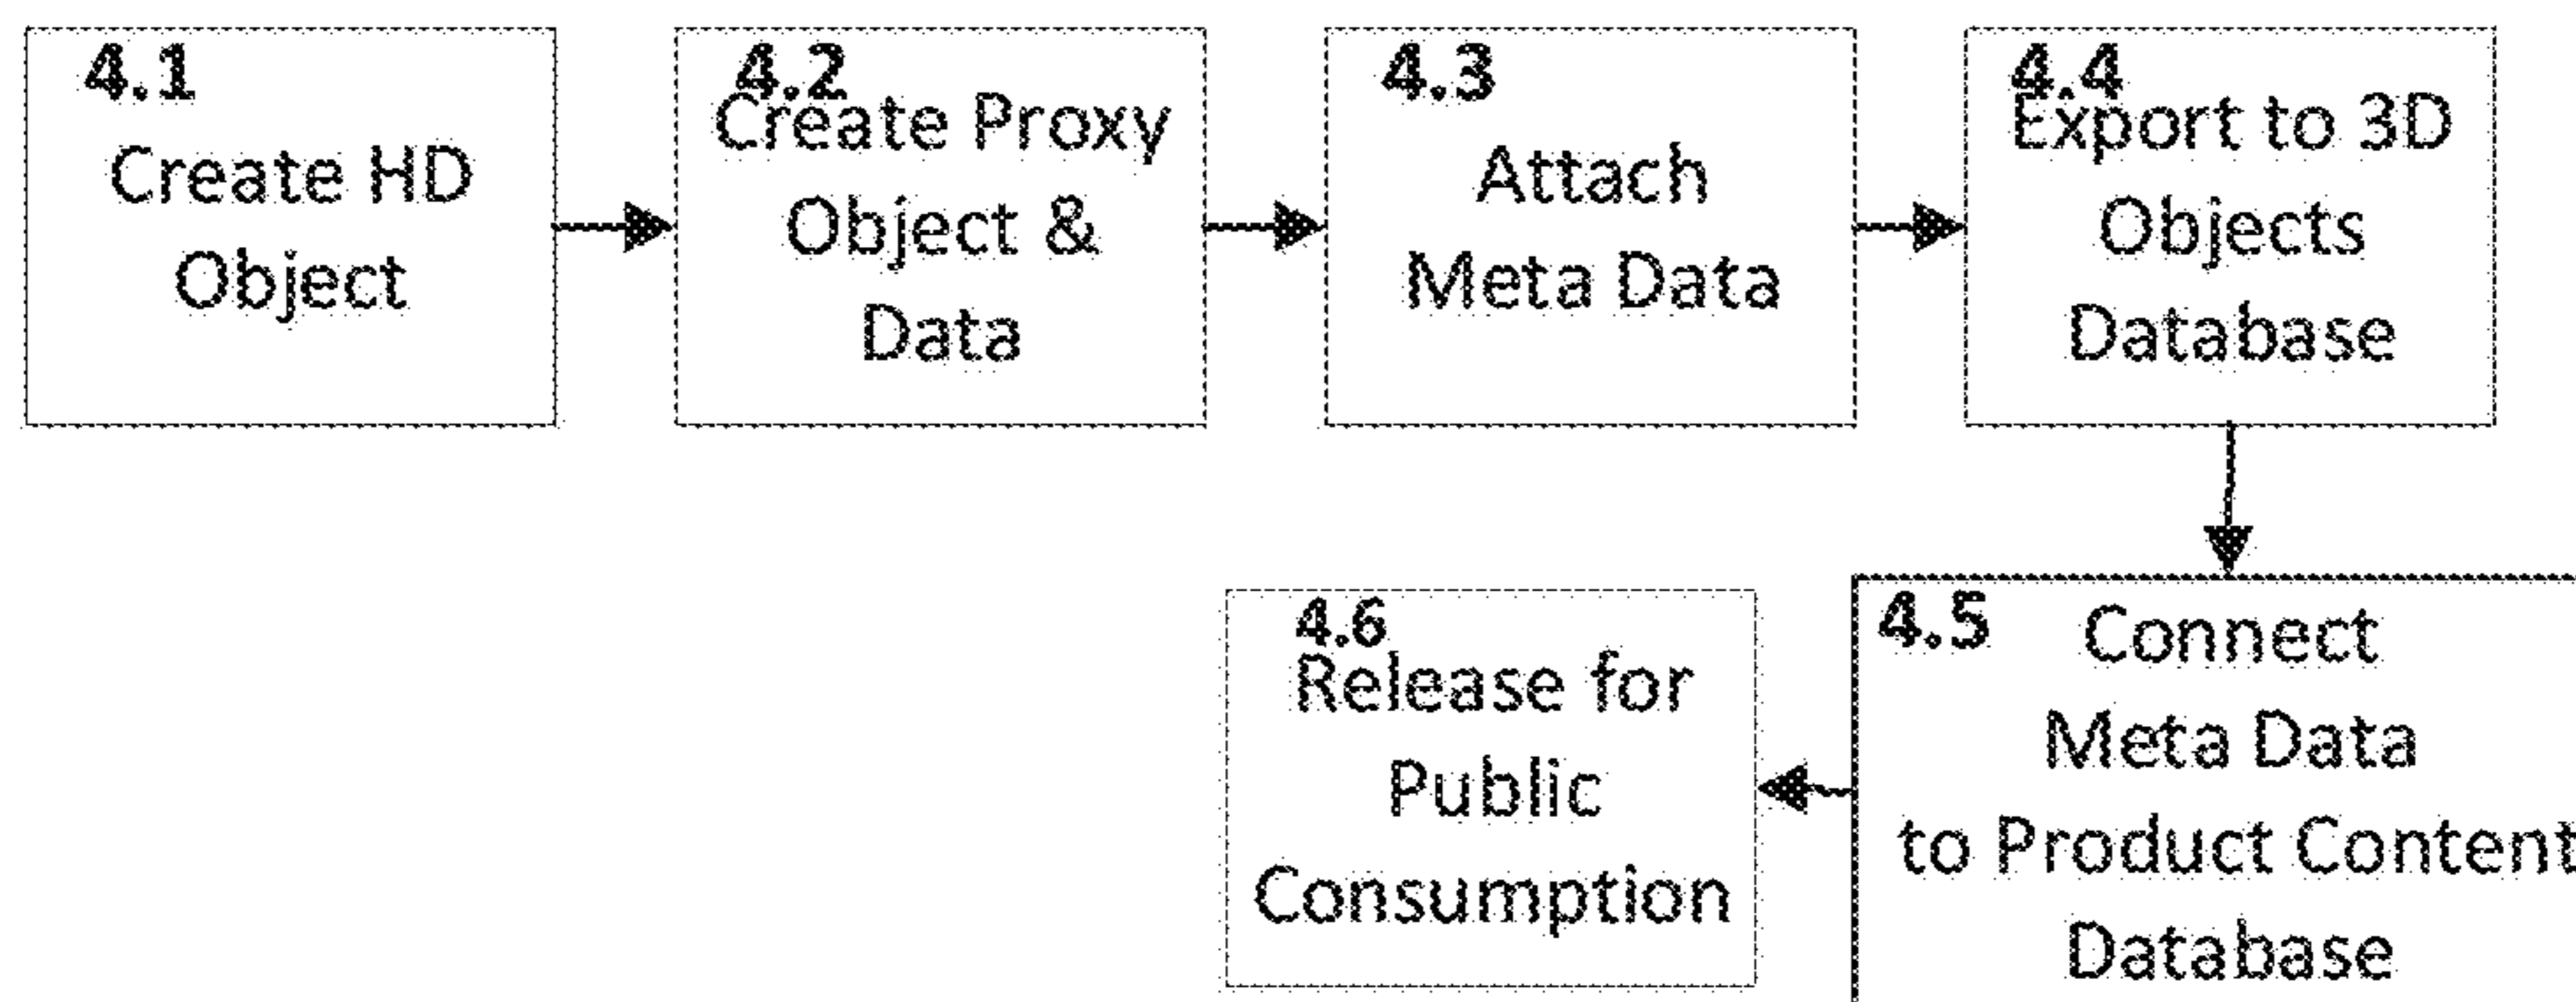 4.1
Create HD
Object
4.2
Create Proxy
Object &
Data
4.3
Attach
Meta Data
4.4
Export to 3D
Objects
Database
4.5 Connect
Meta Data
to Product Content
Database
4.6
Release for
Public
Consumption